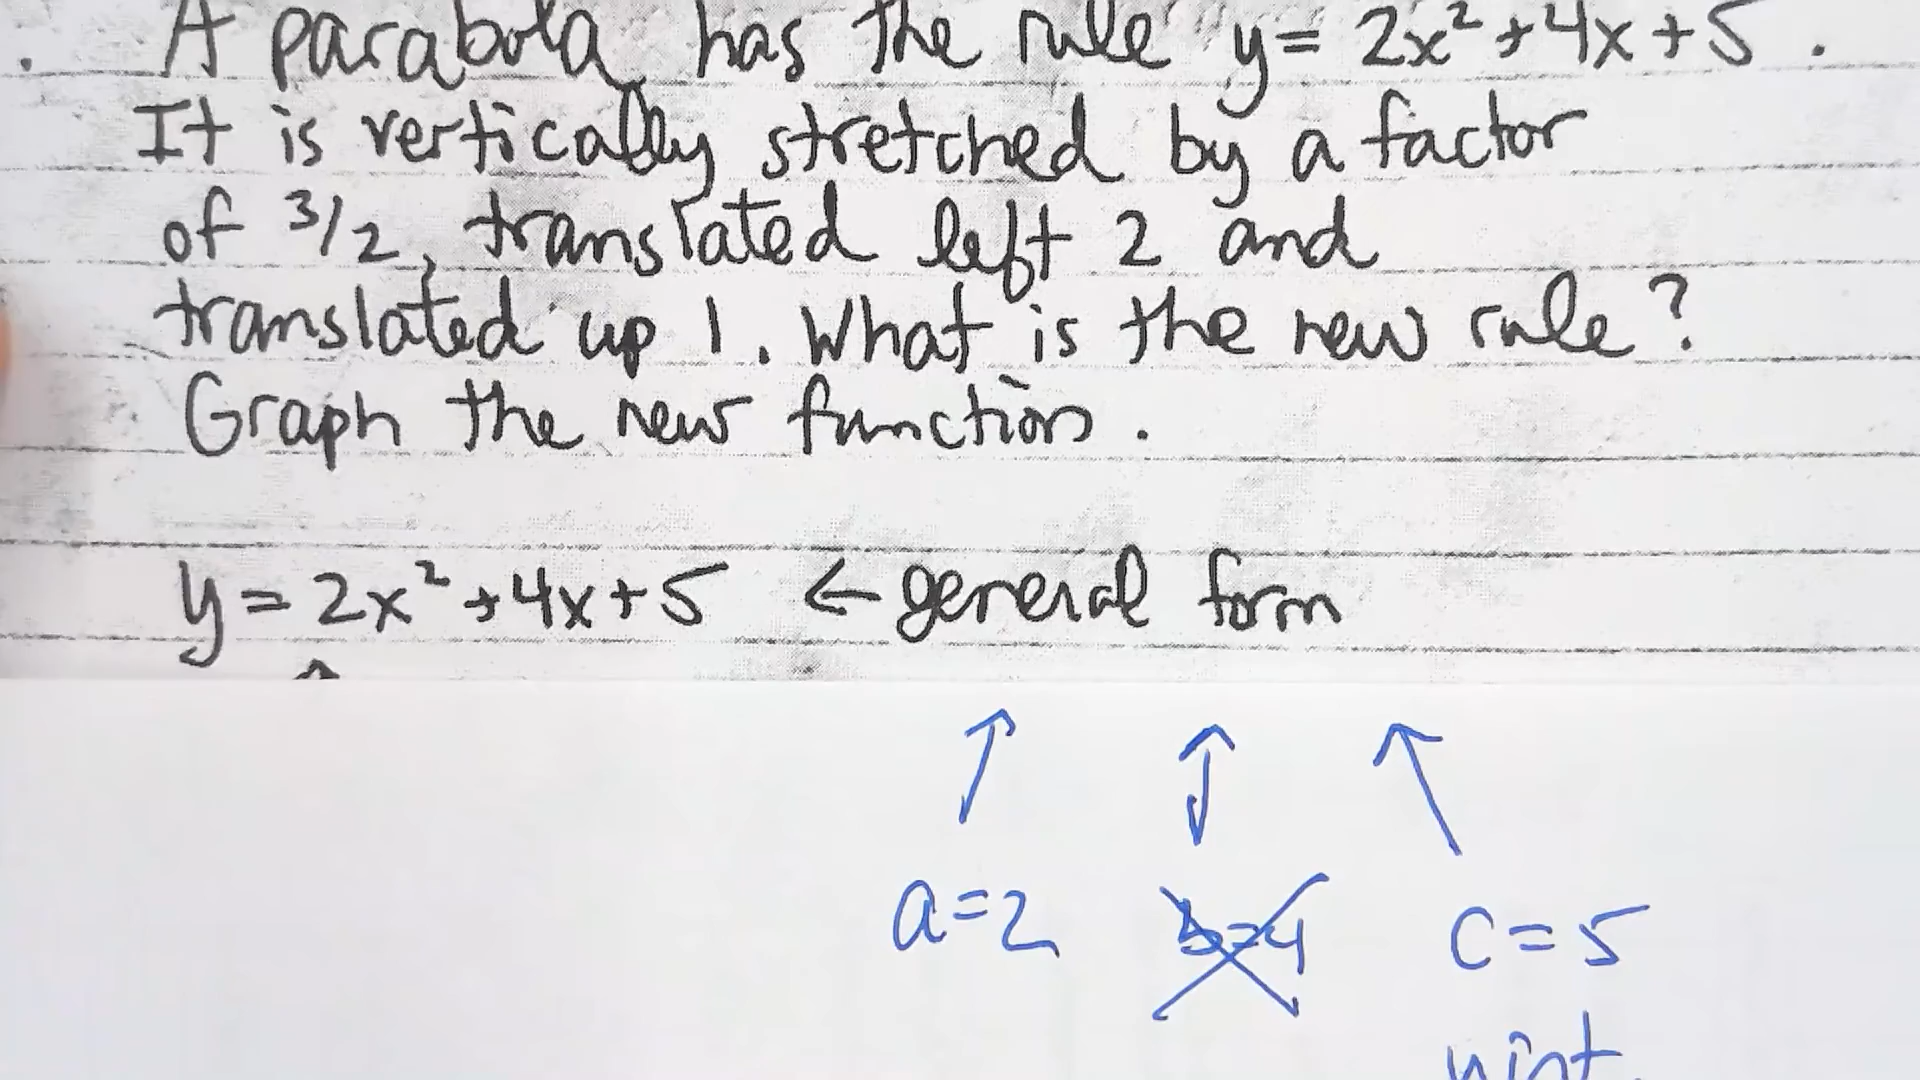 . A parabola has the rule y = 2x² + 4x + 5 .
It is vertically stretched by a factor
of 3/2, translated left 2 and
translated up 1. What is the new rule?
Graph the new function.
y = 2x² + 4x + 5 ← general form
a=2 b=4 c=5
yint.